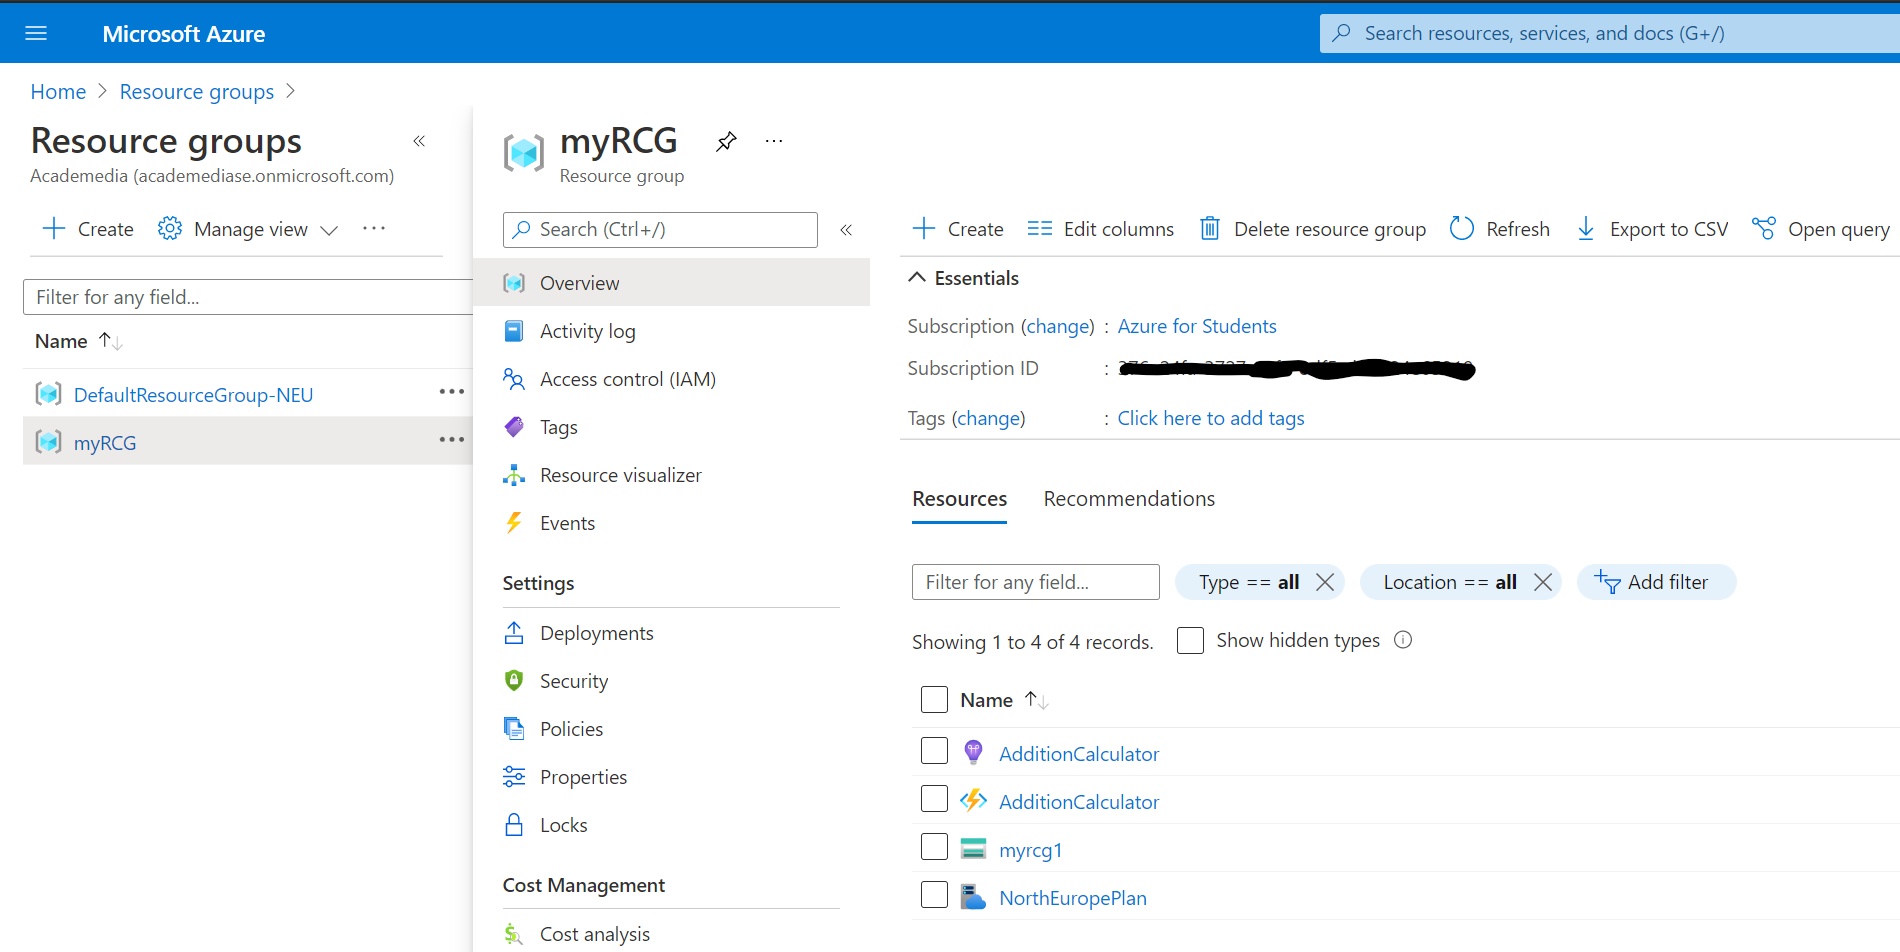 Microsoft Azure
Search resources, services, and docs (G+/)
Home > Resource groups >
Resource groups
Academedia (academediase.onmicrosoft.com)
Create
Manage view
Filter for any field...
Name
DefaultResourceGroup-NEU
myRCG
myRCG
Resource group
Search (Ctrl+/)
Overview
Activity log
Access control (IAM)
Tags
Resource visualizer
Events
Settings
Deployments
Security
Policies
Properties
Locks
Cost Management
Cost analysis
Create
Edit columns
Delete resource group
Refresh
Export to CSV
Open query
Essentials
Subscription (change) : Azure for Students
Subscription ID :
Tags (change) : Click here to add tags
Resources
Recommendations
Filter for any field...
Type == all
Location == all
Add filter
Showing 1 to 4 of 4 records.
Show hidden types
Name
AdditionCalculator
AdditionCalculator
myrcg1
NorthEuropePlan